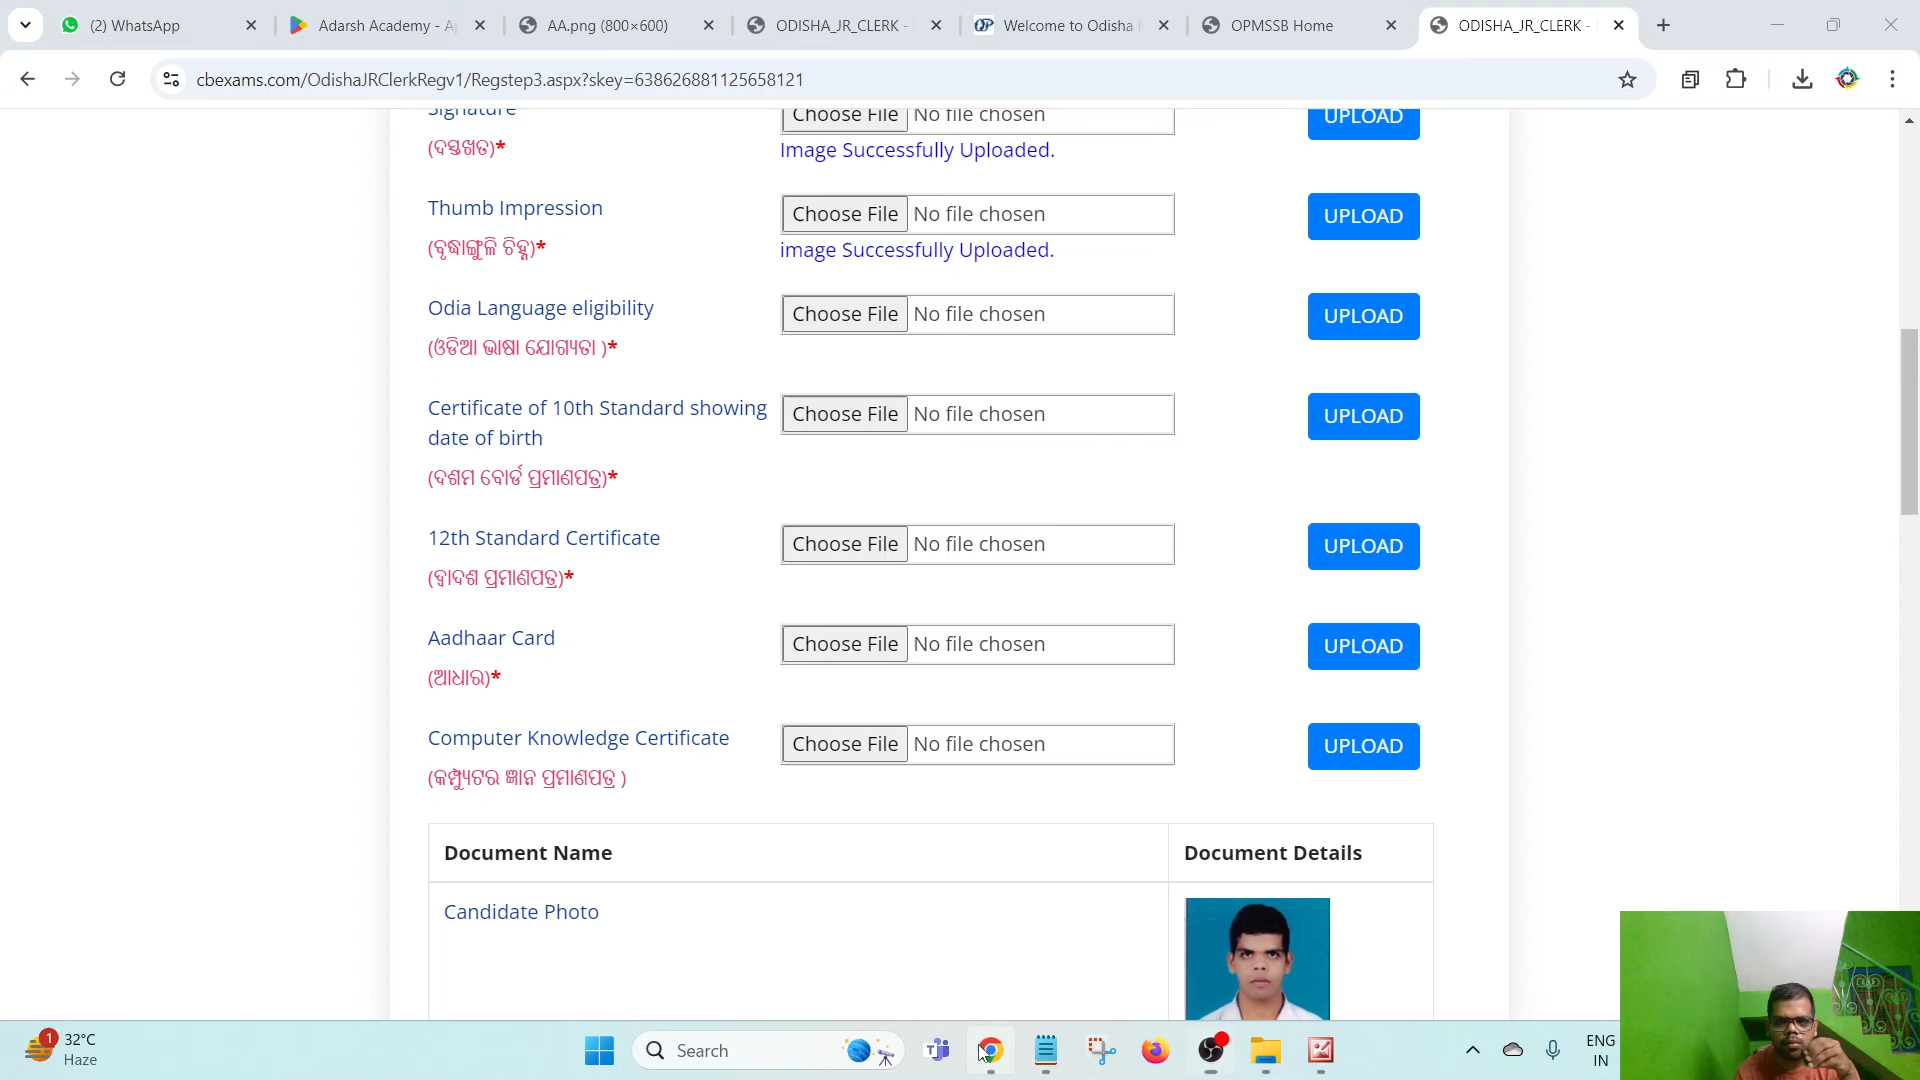 (2) WhatsApp
Adarsh Academy - A
AA.png (800×600)
ODISHA_JR_CLERK -
Welcome to Odisha
OPMSSB Home
ODISHA_JR_CLERK -
cbexams.com/OdishaJRClerkRegv1/Regstep3.aspx?skey=638626881125658121
Signature
Choose File No file chosen
UPLOAD
(ଦସ୍ତଖତ)*
Image Successfully Uploaded.
Thumb Impression
Choose File No file chosen
UPLOAD
(ବୃଦ୍ଧାଙ୍ଗୁଳି ଚିହ୍ନ)*
image Successfully Uploaded.
Odia Language eligibility
Choose File No file chosen
UPLOAD
(ଓଡିଆ ଭାଷା ଯୋଗ୍ୟତା )*
Certificate of 10th Standard showing
date of birth
Choose File No file chosen
UPLOAD
(ଦଶମ ବୋର୍ଡ ପ୍ରମାଣପତ୍ର)*
12th Standard Certificate
Choose File No file chosen
UPLOAD
(ଦ୍ୱାଦଶ ପ୍ରମାଣପତ୍ର)*
Aadhaar Card
Choose File No file chosen
UPLOAD
(ଆଧାର)*
Computer Knowledge Certificate
Choose File No file chosen
UPLOAD
(କମ୍ପ୍ୟୁଟର ଜ୍ଞାନ ପ୍ରମାଣପତ୍ର )
Document Name
Document Details
Candidate Photo
1
32°C
Haze
Search
ENG
IN